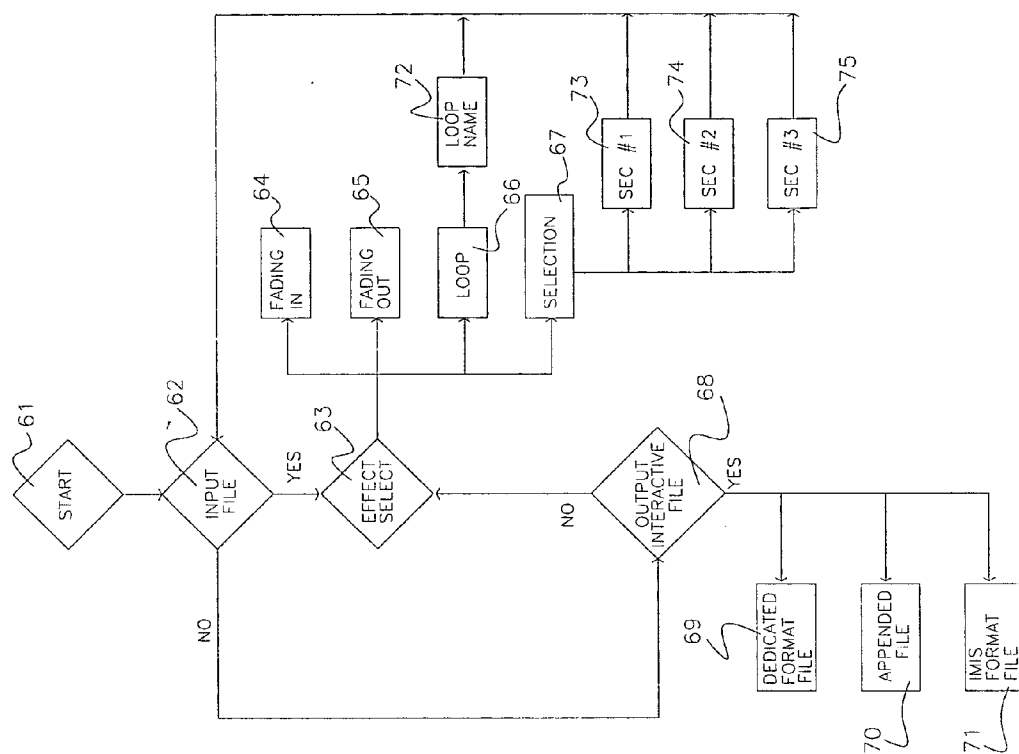 61
START
62
INPUT
FILE
NO
YES
63
EFFECT
SELECT
64
FADING
IN
65
FADING
OUT
66
LOOP
72
LOOP
NAME
67
SELECTION
73
SEC #1
74
SEC #2
75
SEC #3
68
OUTPUT
INTERACTIVE
FILE
NO
YES
69
DEDICATED
FORMAT
FILE
70
APPENDED
FILE
71
IMIS
FORMAT
FILE